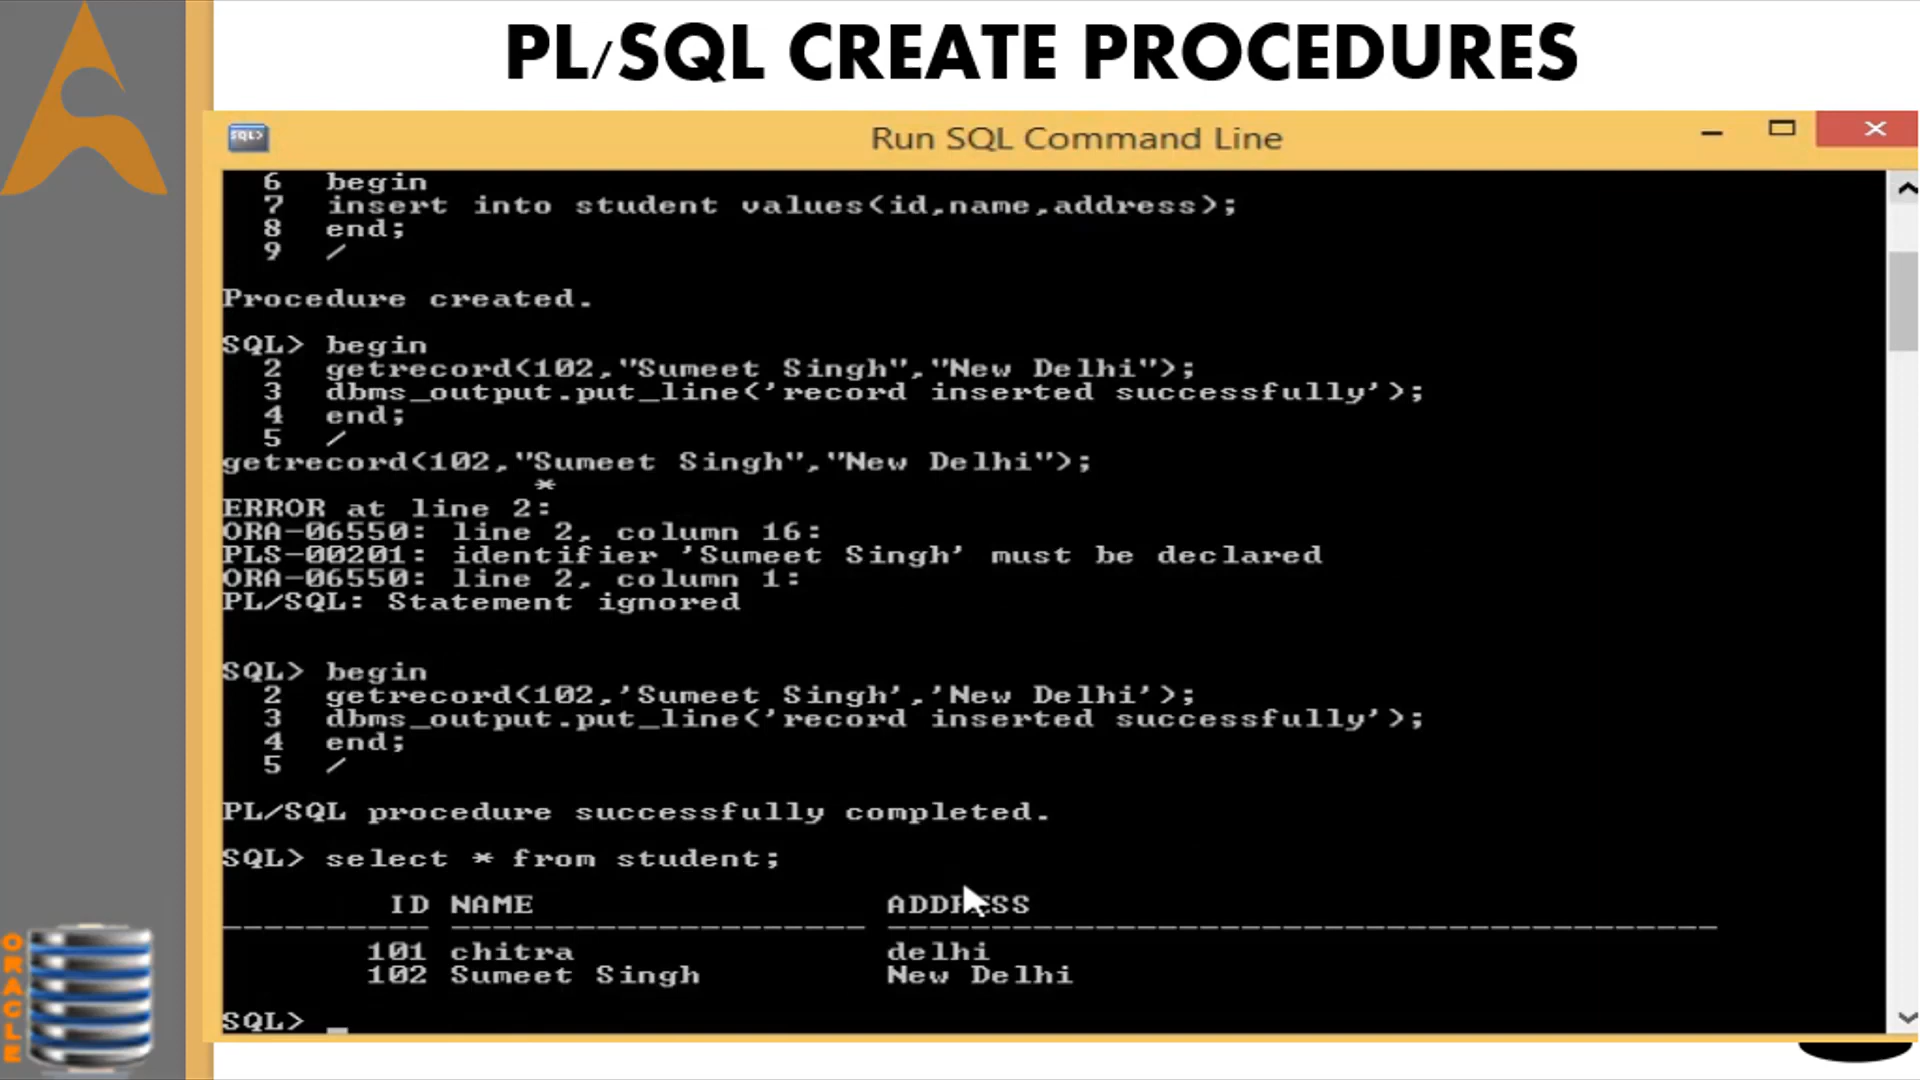 PL/SQL CREATE PROCEDURES
SQL>
Run SQL Command Line
6 begin
7 insert into student values(id,name,address);
8 end;
9 /
Procedure created.
SQL> begin
2 getrecord(102,"Sumeet Singh","New Delhi");
3 dbms_output.put_line('record inserted successfully');
4 end;
5 /
getrecord(102,"Sumeet Singh","New Delhi");
*
ERROR at line 2:
ORA-06550: line 2, column 16:
PLS-00201: identifier 'Sumeet Singh' must be declared
ORA-06550: line 2, column 1:
PL/SQL: Statement ignored
SQL> begin
2 getrecord(102,'Sumeet Singh','New Delhi');
3 dbms_output.put_line('record inserted successfully');
4 end;
5 /
PL/SQL procedure successfully completed.
SQL> select * from student;
ID NAME ADDRESS
---------- -------------------- ----------------------------------------
101 chitra delhi
102 Sumeet Singh New Delhi
SQL> _
ORACLE